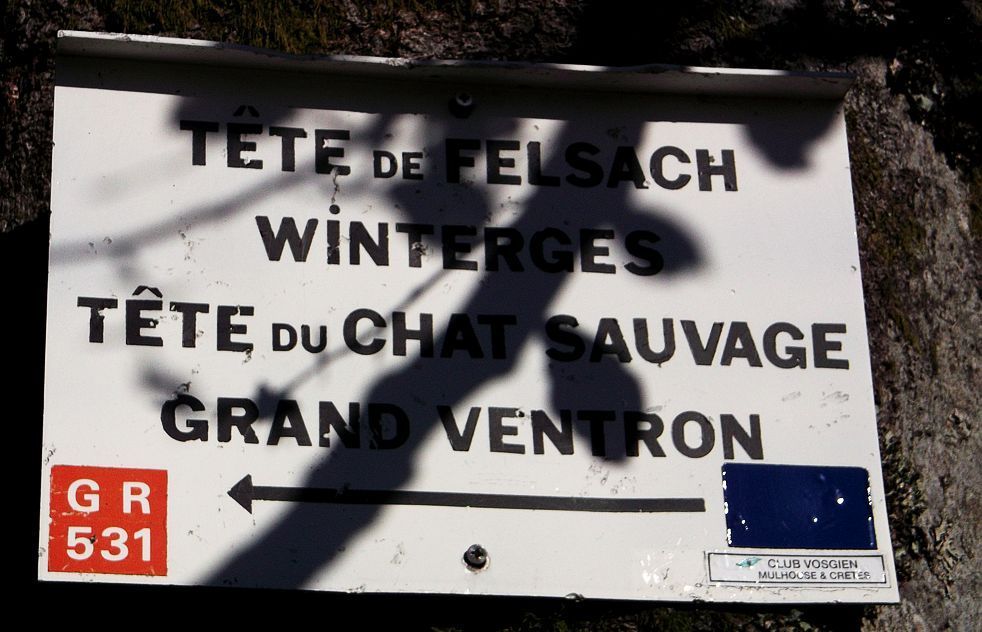 TÊTE DE FELSACH
WiNTERGES
TÊTE DU CHAT SAUVAGE
GRAND VENTRON
GR
531
CLUB VOSGIEN
MULHOUSE & CRETES